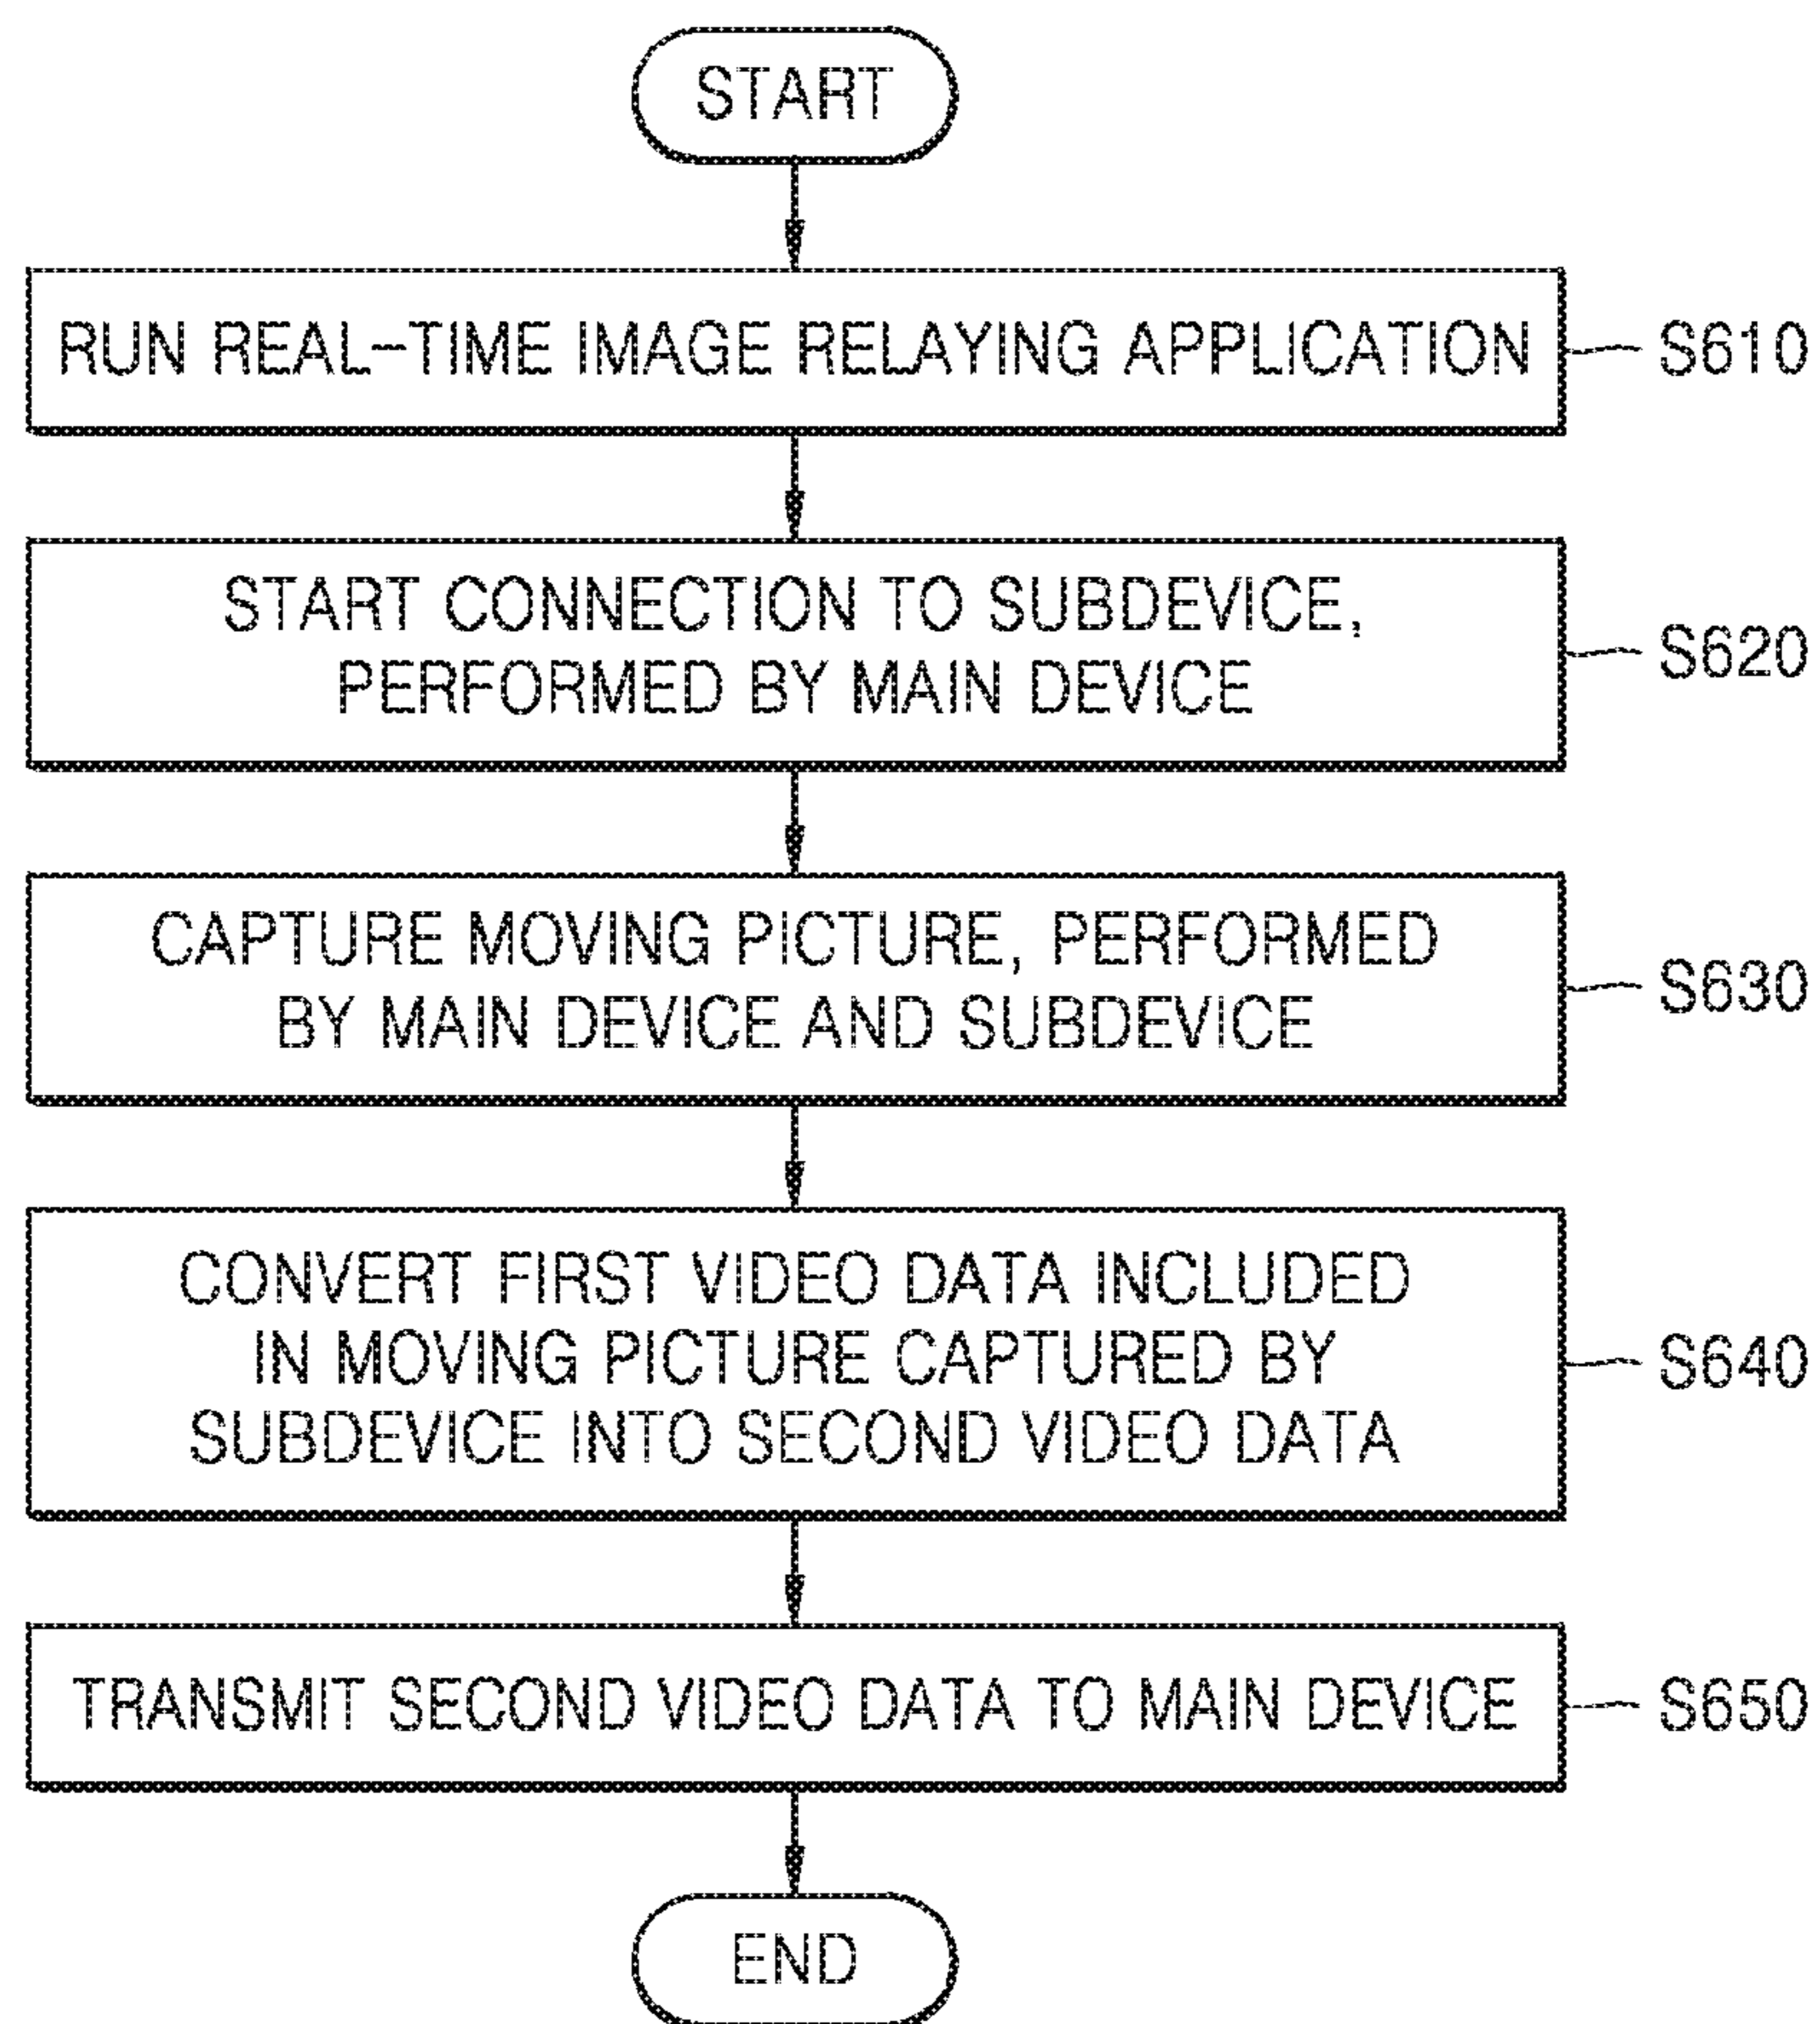 START
RUN REAL-TIME IMAGE RELAYING APPLICATION
S610
START CONNECTION TO SUBDEVICE,
PERFORMED BY MAIN DEVICE
S620
CAPTURE MOVING PICTURE, PERFORMED
BY MAIN DEVICE AND SUBDEVICE
S630
CONVERT FIRST VIDEO DATA INCLUDED
IN MOVING PICTURE CAPTURED BY
SUBDEVICE INTO SECOND VIDEO DATA
S640
TRANSMIT SECOND VIDEO DATA TO MAIN DEVICE
S650
END